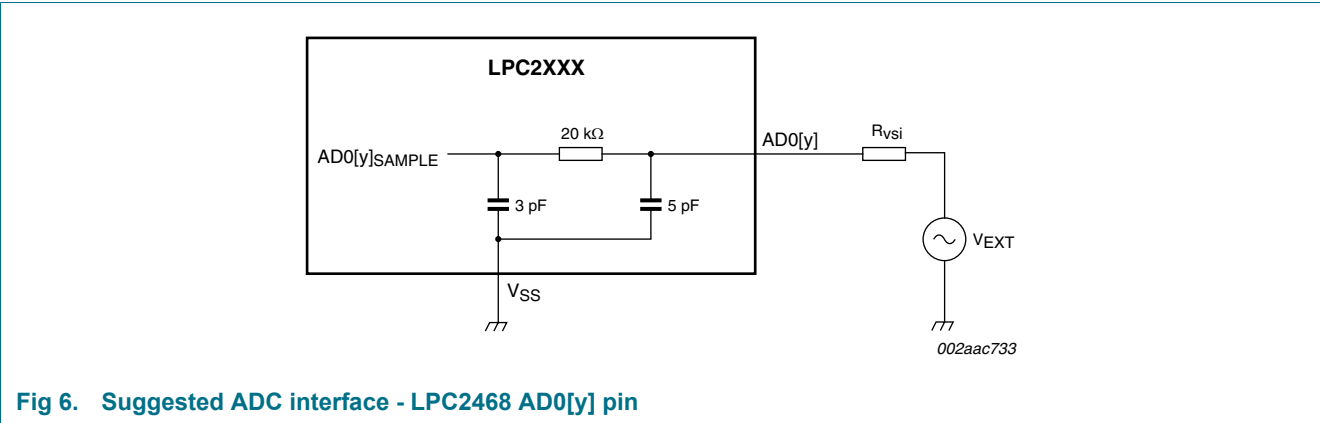 LPC2XXX
20 kΩ
AD0[y]SAMPLE
AD0[y]
Rvsi
3 pF
5 pF
VEXT
VSS
002aac733
Fig 6. Suggested ADC interface - LPC2468 AD0[y] pin